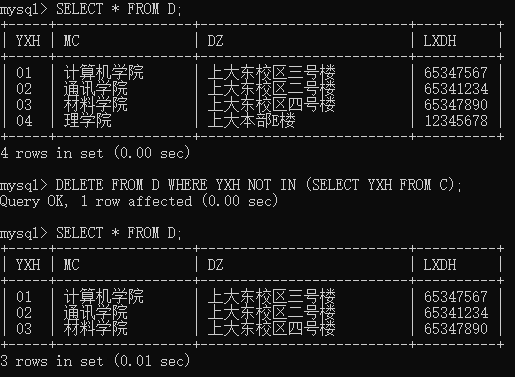 mysql> SELECT * FROM D;
+-----+--------------+----------------------+----------+
| YXH | MC | DZ | LXDH |
+-----+--------------+----------------------+----------+
| 01 | 计算机学院 | 上大东校区三号楼 | 65347567 |
| 02 | 通讯学院 | 上大东校区二号楼 | 65341234 |
| 03 | 材料学院 | 上大东校区四号楼 | 65347890 |
| 04 | 理学院 | 上大本部E楼 | 12345678 |
+-----+--------------+----------------------+----------+
4 rows in set (0.00 sec)
mysql> DELETE FROM D WHERE YXH NOT IN (SELECT YXH FROM C);
Query OK, 1 row affected (0.00 sec)
mysql> SELECT * FROM D;
+-----+--------------+----------------------+----------+
| YXH | MC | DZ | LXDH |
+-----+--------------+----------------------+----------+
| 01 | 计算机学院 | 上大东校区三号楼 | 65347567 |
| 02 | 通讯学院 | 上大东校区二号楼 | 65341234 |
| 03 | 材料学院 | 上大东校区四号楼 | 65347890 |
+-----+--------------+----------------------+----------+
3 rows in set (0.01 sec)